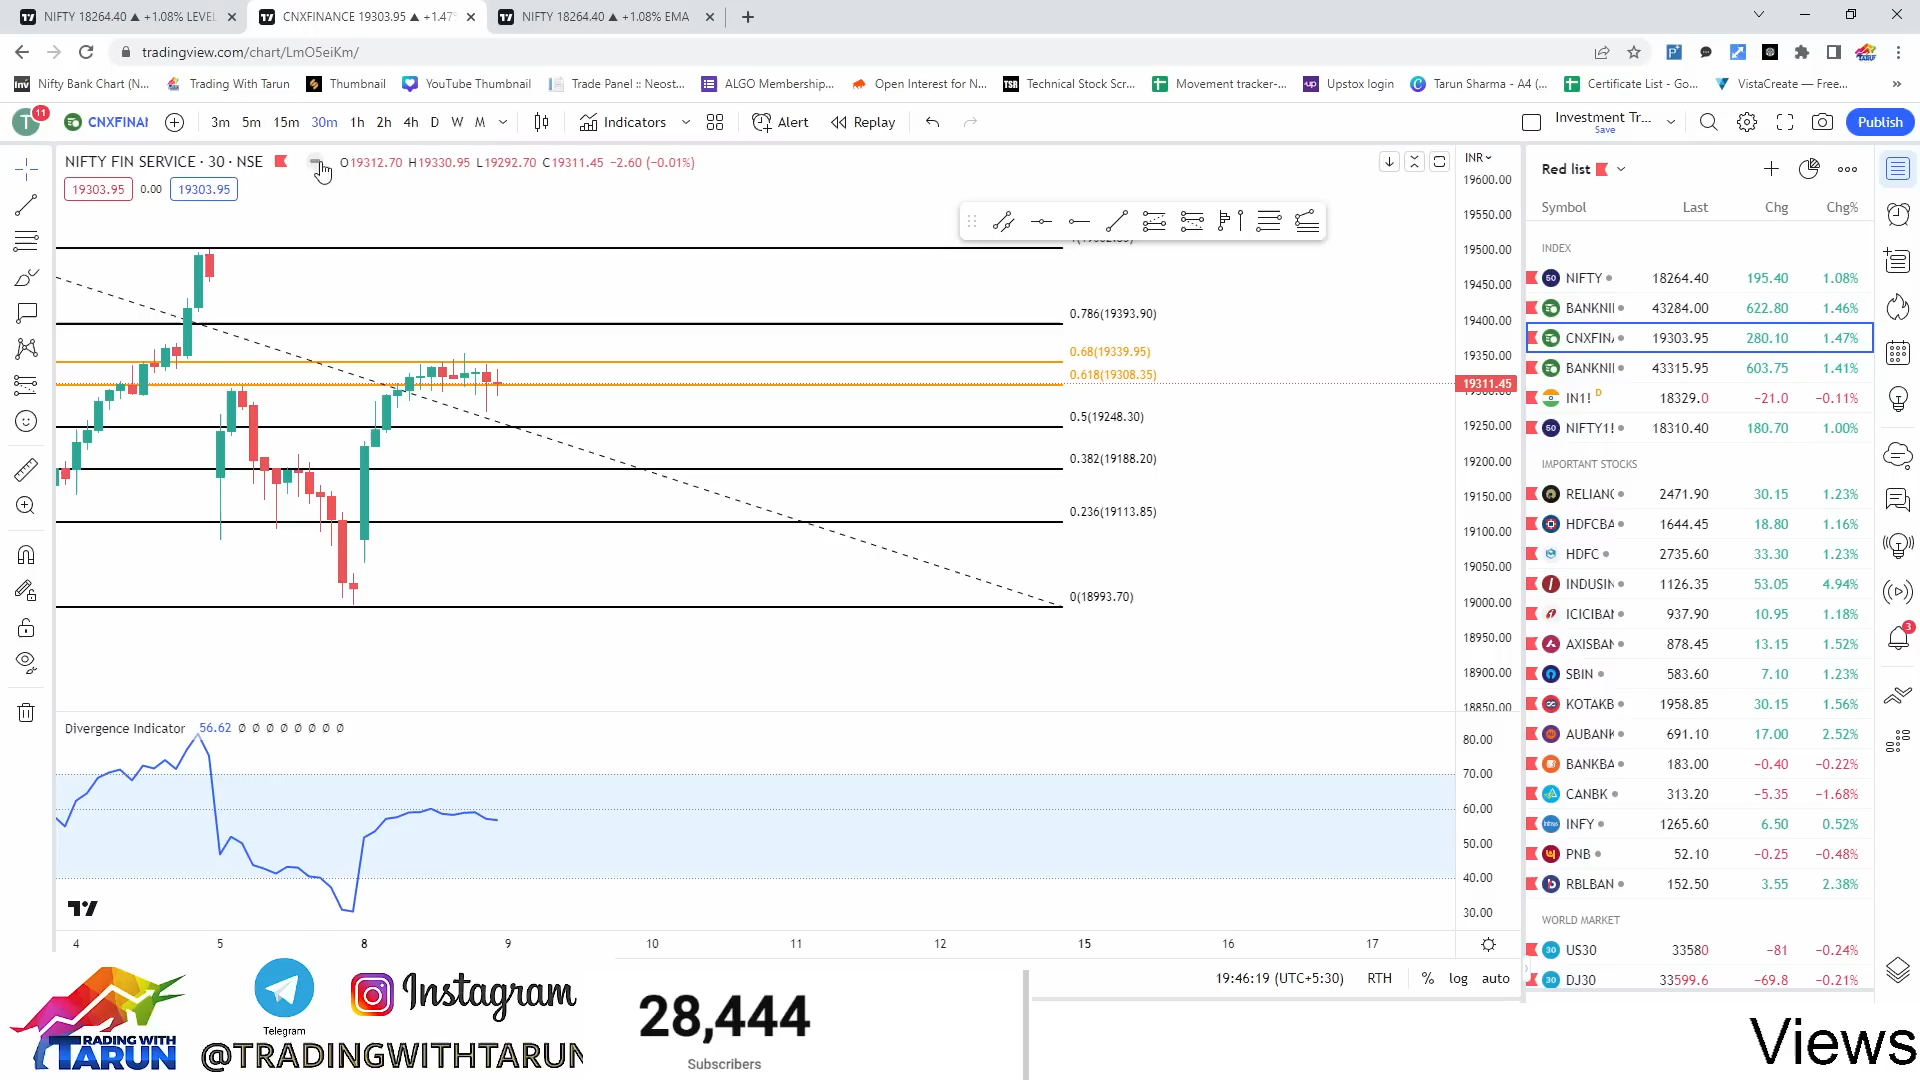 NIFTY 18264.40 ▲ +1.08% LEVEL
CNXFINANCE 19303.95 ▲ +1.47%
NIFTY 18264.40 ▲ +1.08% EMA
tradingview.com/chart/LmO5eiKm/
Inv Nifty Bank Chart (N...
Trading With Tarun
Thumbnail
YouTube Thumbnail
Trade Panel :: Neost...
ALGO Membership...
Open Interest for N...
TSR Technical Stock Scr...
Movement tracker-...
up Upstox login
Tarun Sharma - A4 (...
Certificate List - Go...
VistaCreate — Free...
»
T 11 CNXFINAN
3m 5m 15m 30m 1h 2h 4h D W M
Indicators
Alert
Replay
Investment Tr...
Save
Publish
NIFTY FIN SERVICE · 30 · NSE
O19312.70 H19330.95 L19292.70 C19311.45 −2.60 (−0.01%)
19303.95 0.00 19303.95
0.786(19393.90)
0.68(19339.95)
0.618(19308.35)
0.5(19248.30)
0.382(19188.20)
0.236(19113.85)
0(18993.70)
INR
19600.00
19550.00
19500.00
19450.00
19400.00
19350.00
19311.45
19250.00
19200.00
19150.00
19100.00
19050.00
19000.00
18950.00
18900.00
18850.00
Divergence Indicator 56.62 Ø Ø Ø Ø Ø Ø Ø Ø
80.00
70.00
60.00
50.00
40.00
30.00
4 5 8 9 10 11 12 15 16 17
19:46:19 (UTC+5:30) RTH % log auto
Red list
Symbol Last Chg Chg%
INDEX
50 NIFTY 18264.40 195.40 1.08%
BANKNI 43284.00 622.80 1.46%
CNXFIN 19303.95 280.10 1.47%
BANKNI 43315.95 603.75 1.41%
IN1! D 18329.0 −21.0 −0.11%
50 NIFTY1! 18310.40 180.70 1.00%
IMPORTANT STOCKS
RELIANC 2471.90 30.15 1.23%
HDFCBA 1644.45 18.80 1.16%
HDFC 2735.60 33.30 1.23%
INDUSIN 1126.35 53.05 4.94%
ICICIBAN 937.90 10.95 1.18%
AXISBAN 878.45 13.15 1.52%
SBIN 583.60 7.10 1.23%
KOTAKB 1958.85 30.15 1.56%
AUBANK 691.10 17.00 2.52%
BANKBA 183.00 −0.40 −0.22%
CANBK 313.20 −5.35 −1.68%
INFY 1265.60 6.50 0.52%
PNB 52.10 −0.25 −0.48%
RBLBAN 152.50 3.55 2.38%
WORLD MARKET
30 US30 33580 −81 −0.24%
30 DJ30 33599.6 −69.8 −0.21%
3
TRADING WITH
TARUN
Telegram
Instagram
@TRADINGWITHTARUN
28,444
Subscribers
Views